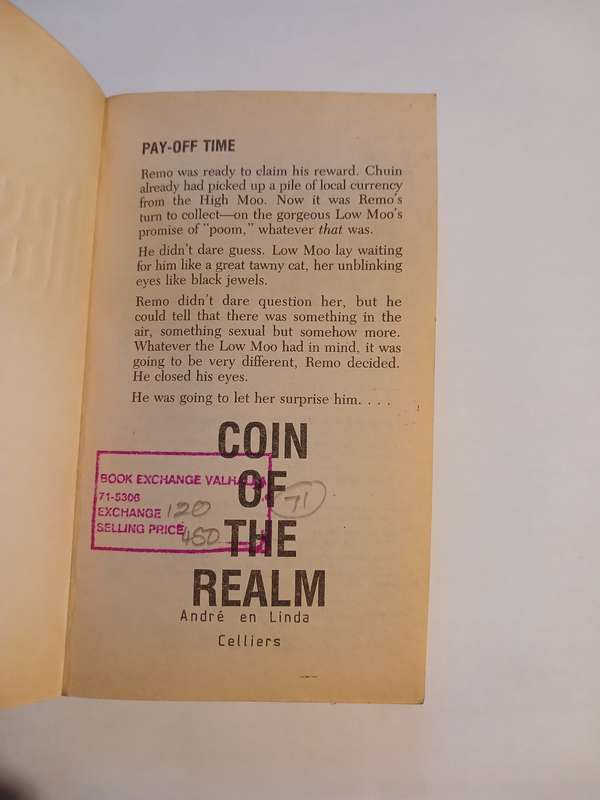 PAY-OFF TIME
Remo was ready to claim his reward. Chuin
already had picked up a pile of local currency
from the High Moo. Now it was Remo's
turn to collect—on the gorgeous Low Moo's
promise of "poom," whatever that was.
He didn't dare guess. Low Moo lay waiting
for him like a great tawny cat, her unblinking
eyes like black jewels.
Remo didn't dare question her, but he
could tell that there was something in the
air, something sexual but somehow more.
Whatever the Low Moo had in mind, it was
going to be very different, Remo decided.
He closed his eyes.
He was going to let her surprise him. . . .
COIN
OF
THE
REALM
BOOK EXCHANGE VALHALLA
71-5306
EXCHANGE 120
SELLING PRICE 450
71
André en Linda
Celliers